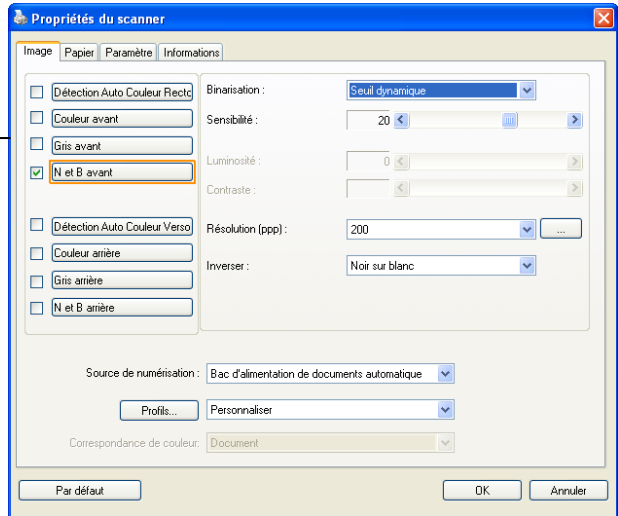 Propriétés du scanner
Image Papier Paramètre Informations
Détection Auto Couleur Recto
Couleur avant
Gris avant
N et B avant
Détection Auto Couleur Verso
Couleur arrière
Gris arrière
N et B arrière
Binarisation : Seuil dynamique
Sensibilité : 20
Luminosité : 0
Contraste :
Résolution (ppp) : 200 ...
Inverser : Noir sur blanc
Source de numérisation : Bac d'alimentation de documents automatique
Profils... Personnaliser
Correspondance de couleur: Document
Par défaut OK Annuler